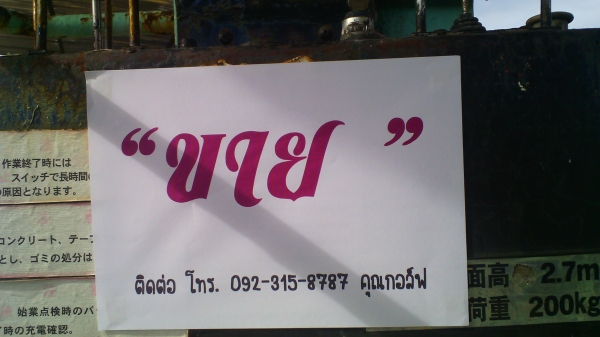 “ขาย ”
ติดต่อ โทร. 092-315-8787 คุณกอล์ฟ
作業終了時には
スイッチで長時間
原因となります。
コンクリート、テープ
とし、ゴミの処分は
始業点検時のバ
時の充電確認。
面高 2.7m
荷重 200kg